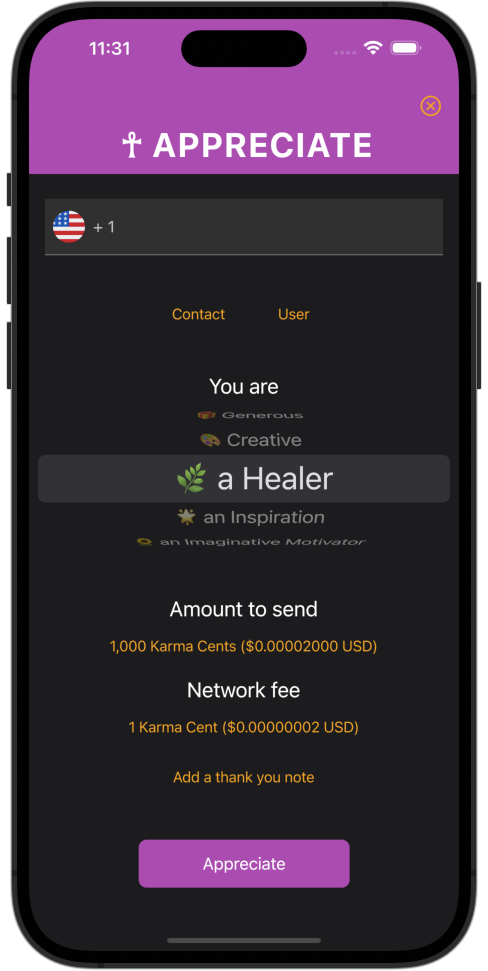 11:31
☥ APPRECIATE
+ 1
Contact User
You are
Generous
Creative
a Healer
an Inspiration
an Imaginative Motivator
Amount to send
1,000 Karma Cents ($0.00002000 USD)
Network fee
1 Karma Cent ($0.00000002 USD)
Add a thank you note
Appreciate